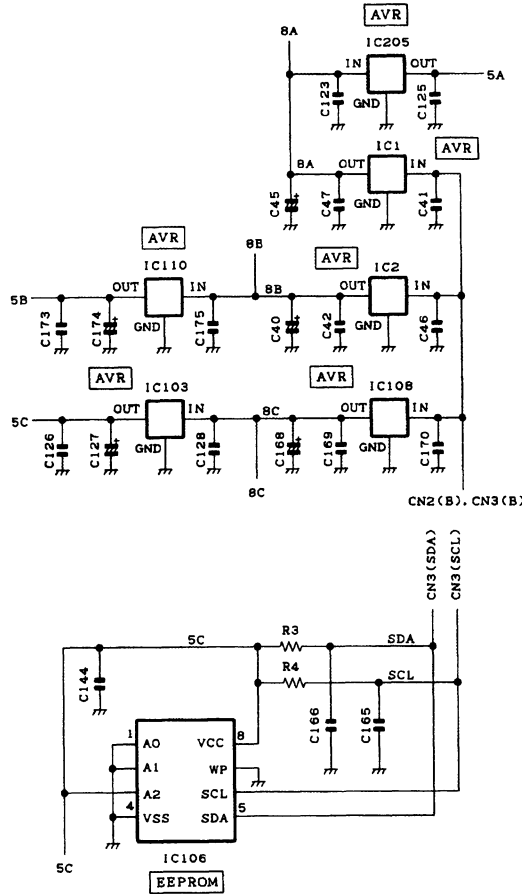 AVR
8A
IC205
IN OUT
5A
C123
GND
C125
AVR
IC1
8A OUT IN
C45
C47
GND
C41
AVR
8B
AVR
IC110
IC2
5B OUT IN 8B OUT IN
C173
C174
GND
C175
C40
C42
GND
C46
AVR
AVR
IC103
IC108
5C OUT IN 8C OUT IN
C126
C127
GND
C128
C168
C169
GND
C170
8C
CN2(B).CN3(B)
CN3(SDA)
CN3(SCL)
5C
R3
SDA
C144
R4
SCL
C166
C165
1 A0 VCC 8
A1 WP
A2 SCL
4 VSS SDA 5
5C
IC106
EEPROM